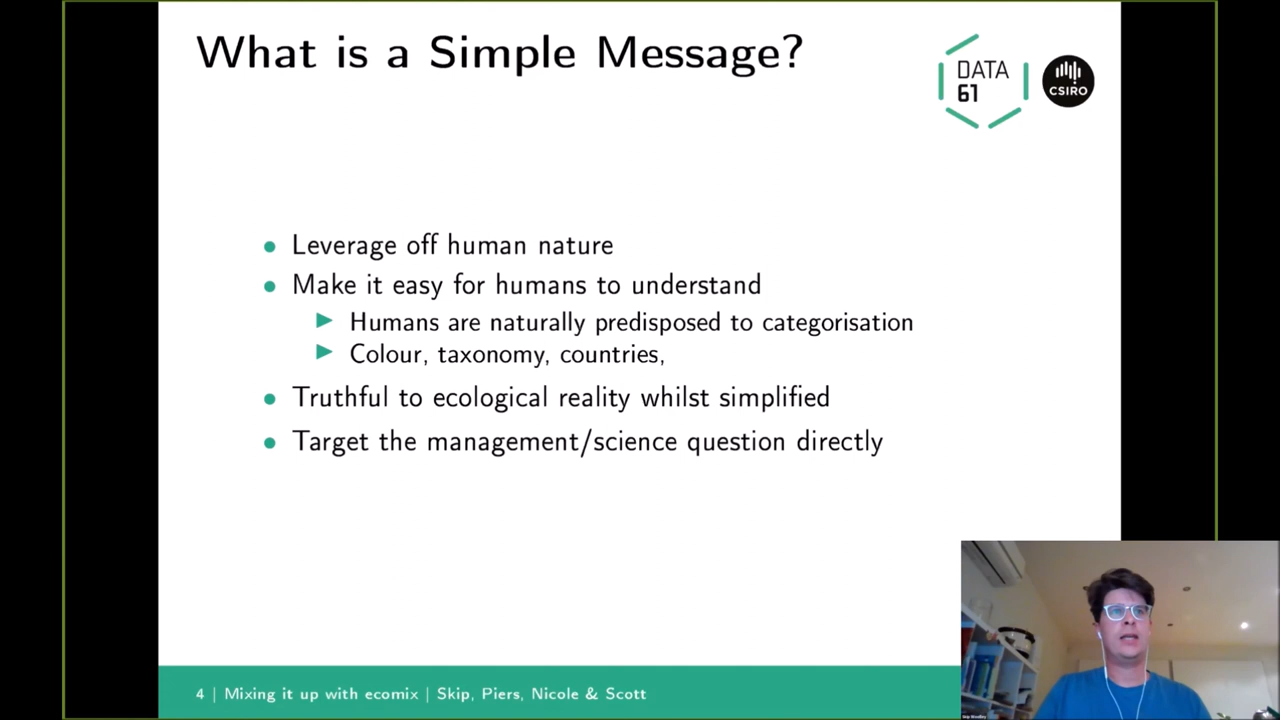 What is a Simple Message?
DATA
61
CSIRO
Leverage off human nature
Make it easy for humans to understand
Humans are naturally predisposed to categorisation
Colour, taxonomy, countries,
Truthful to ecological reality whilst simplified
Target the management/science question directly
4 | Mixing it up with ecomix | Skip, Piers, Nicole & Scott